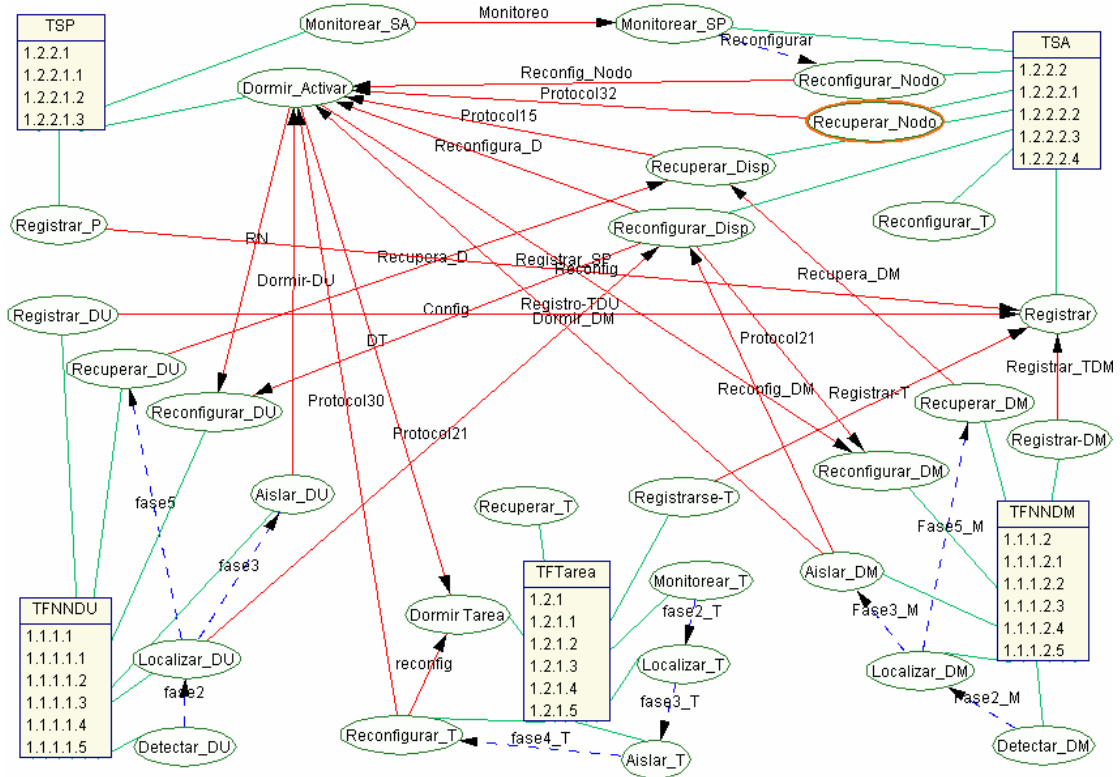 Monitoreo
TSP
Monitorear_SA
Monitorear_SP
Reconfigurar
TSA
1.2.2.1
1.2.2.1.1
1.2.2.1.2
1.2.2.1.3
1.2.2.2
1.2.2.2.1
1.2.2.2.2
1.2.2.2.3
1.2.2.2.4
Reconfig_Nodo
Reconfigurar_Nodo
Dormir_Activar
Protocol32
Protocol15
Recuperar_Nodo
Reconfigura_D
Recuperar_Disp
Registrar_P
Reconfigurar_Disp
Reconfigurar_T
RN
Recupera_D
Registrar_SP
Reconfig
Recupera_DM
Dormir-DU
Registrar_DU
Config
Registro-TDU
Dormir_DM
Registrar
DT
Protocol21
Recuperar_DU
Reconfig_DM
Registrar-T
Registrar_TDM
Recuperar_DM
Reconfigurar_DU
Protocol30
Protocol21
Registrar-DM
Reconfigurar_DM
Aislar_DU
fase5
Recuperar_T
Registrarse-T
TFNNDM
1.1.1.2
1.1.1.2.1
1.1.1.2.2
1.1.1.2.3
1.1.1.2.4
1.1.1.2.5
Fase5_M
fase3
TFTarea
1.2.1
1.2.1.1
1.2.1.2
1.2.1.3
1.2.1.4
1.2.1.5
Monitorear_T
Aislar_DM
TFNNDU
1.1.1.1
1.1.1.1.1
1.1.1.1.2
1.1.1.1.3
1.1.1.1.4
1.1.1.1.5
Dormir Tarea
fase2_T
Fase3_M
Localizar_DU
reconfig
Localizar_T
Localizar_DM
fase2
fase3_T
Fase2_M
Detectar_DU
Reconfigurar_T
fase4_T
Aislar_T
Detectar_DM